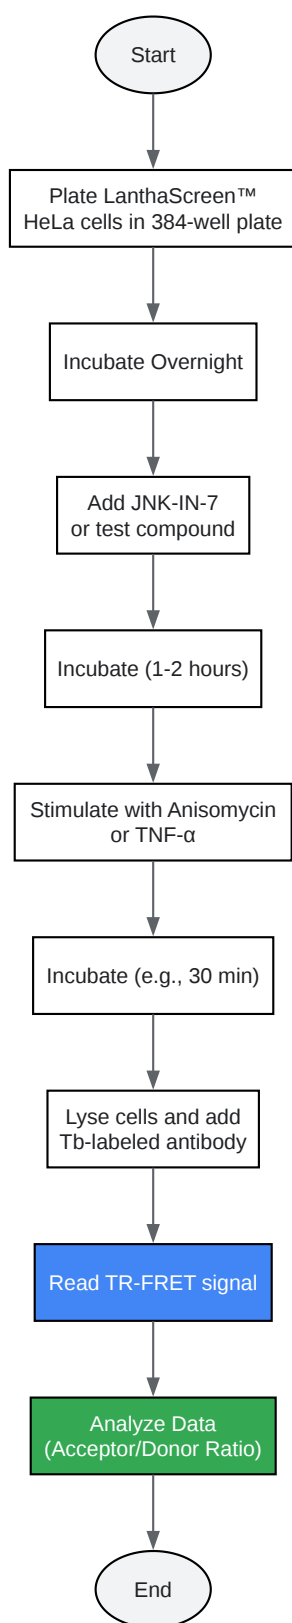 Start
Plate LanthaScreen™
HeLa cells in 384-well plate
Incubate Overnight
Add JNK-IN-7
or test compound
Incubate (1-2 hours)
Stimulate with Anisomycin
or TNF-α
Incubate (e.g., 30 min)
Lyse cells and add
Tb-labeled antibody
Read TR-FRET signal
Analyze Data
(Acceptor/Donor Ratio)
End